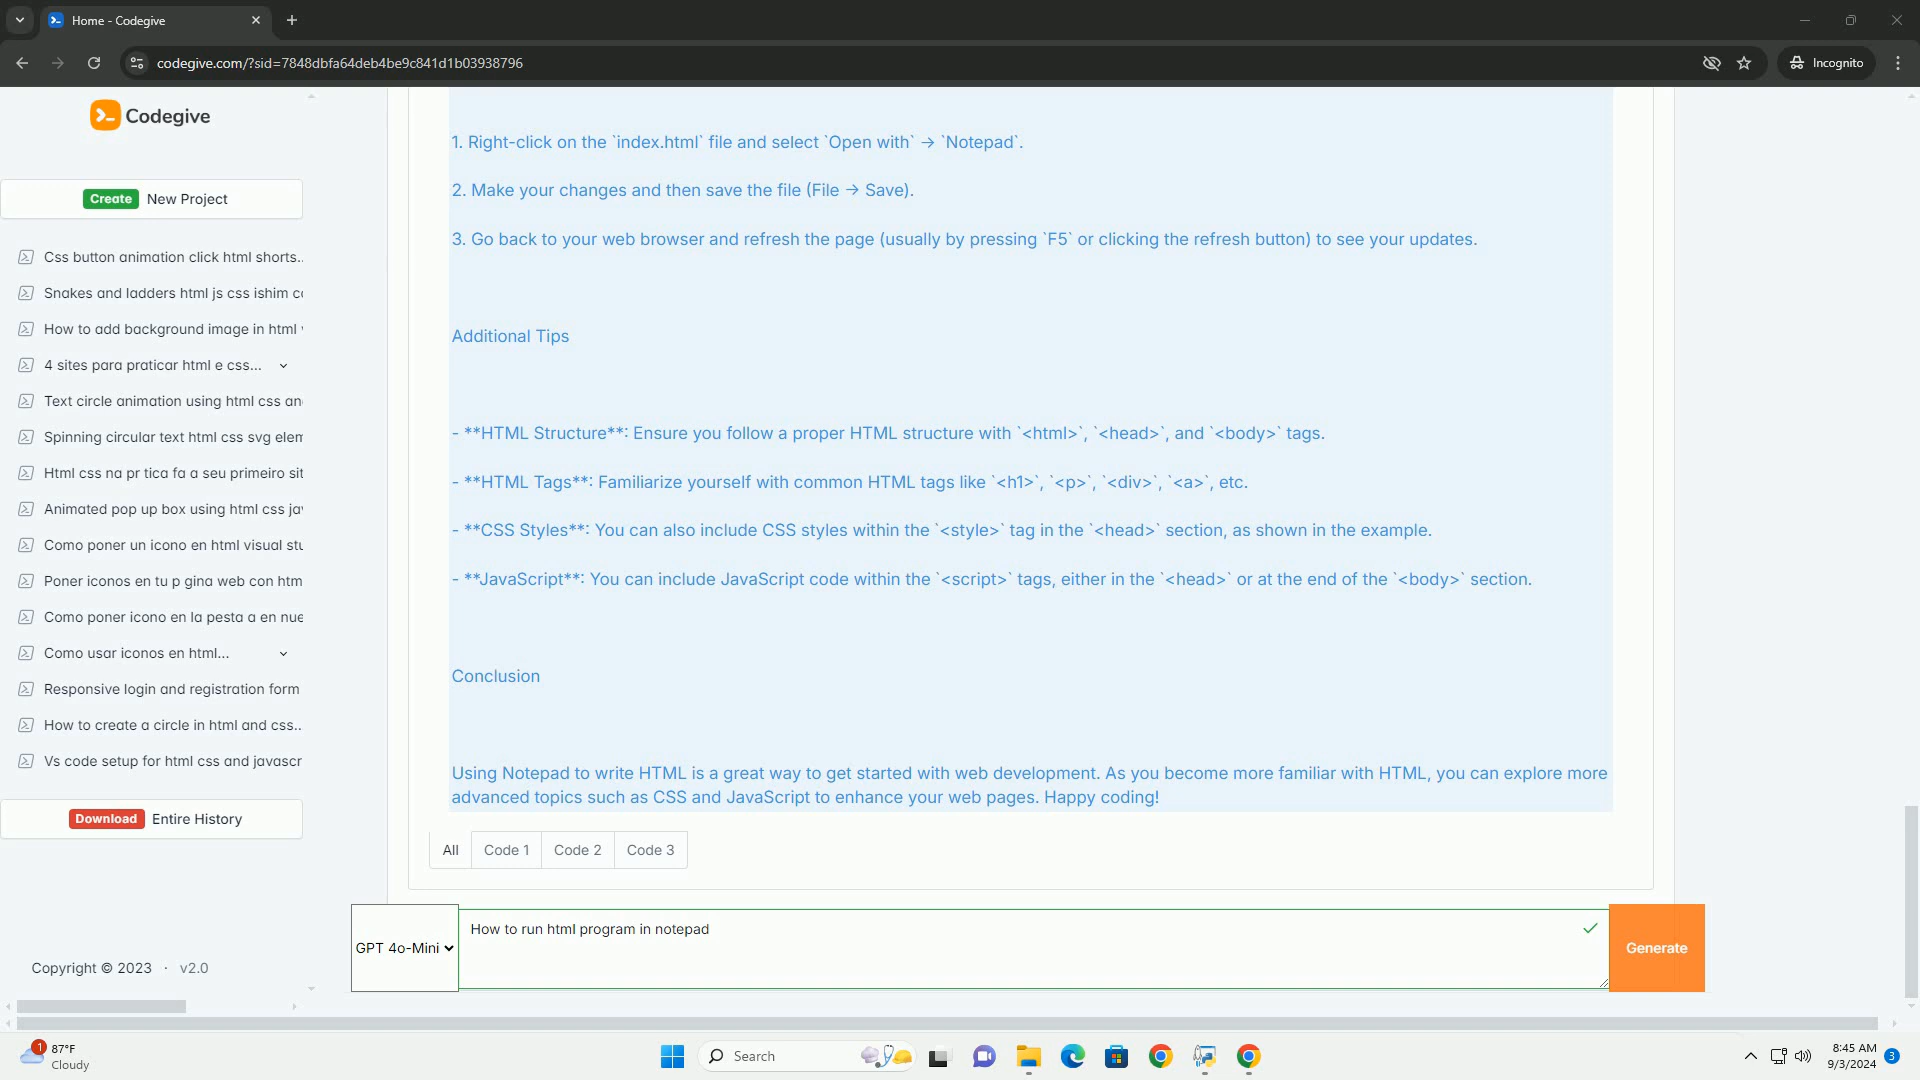 Home - Codegive
codegive.com/?sid=7848dbfa64deb4be9c841d1b03938796
Incognito
Codegive
Create New Project
Css button animation click html shorts..
Snakes and ladders html js css ishim c
How to add background image in html
4 sites para praticar html e css...
Text circle animation using html css an
Spinning circular text html css svg elem
Html css na pr tica fa a seu primeiro sit
Animated pop up box using html css ja
Como poner un icono en html visual stu
Poner iconos en tu p gina web con htm
Como poner icono en la pesta a en nue
Como usar iconos en html...
Responsive login and registration form
How to create a circle in html and css..
Vs code setup for html css and javascr
Download Entire History
Copyright © 2023 · v2.0
1. Right-click on the `index.html` file and select `Open with` → `Notepad`.
2. Make your changes and then save the file (File → Save).
3. Go back to your web browser and refresh the page (usually by pressing `F5` or clicking the refresh button) to see your updates.
Additional Tips
- **HTML Structure**: Ensure you follow a proper HTML structure with `<html>`, `<head>`, and `<body>` tags.
- **HTML Tags**: Familiarize yourself with common HTML tags like `<h1>`, `<p>`, `<div>`, `<a>`, etc.
- **CSS Styles**: You can also include CSS styles within the `<style>` tag in the `<head>` section, as shown in the example.
- **JavaScript**: You can include JavaScript code within the `<script>` tags, either in the `<head>` or at the end of the `<body>` section.
Conclusion
Using Notepad to write HTML is a great way to get started with web development. As you become more familiar with HTML, you can explore more
advanced topics such as CSS and JavaScript to enhance your web pages. Happy coding!
All Code 1 Code 2 Code 3
GPT 4o-Mini
How to run html program in notepad
Generate
1
87°F
Cloudy
Search
8:45 AM
9/3/2024
3